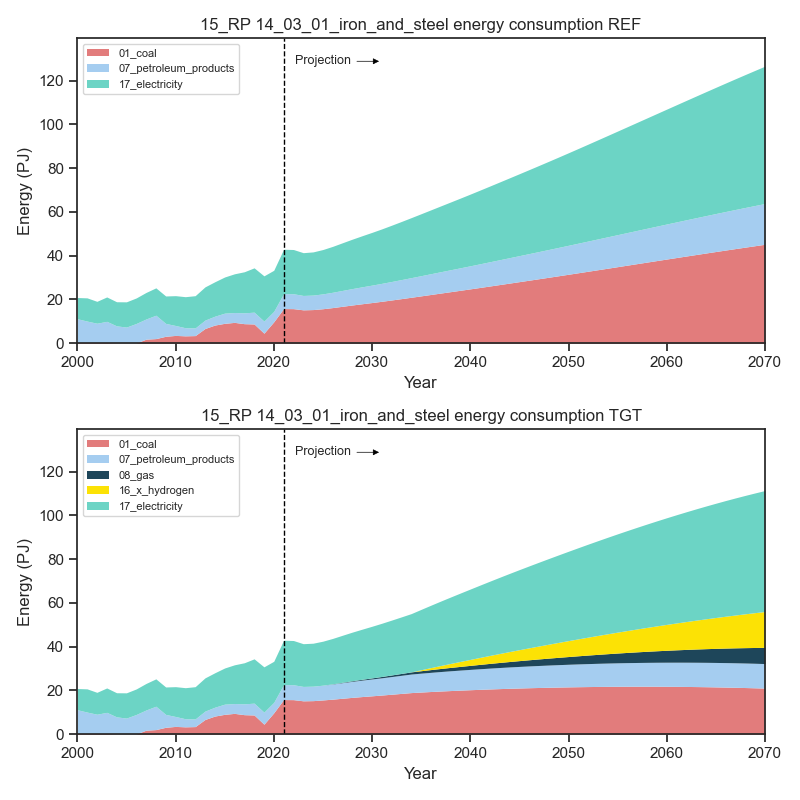 15_RP 14_03_01_iron_and_steel energy consumption REF
01_coal
07_petroleum_products
17_electricity
Projection
Energy (PJ)
120
100
80
60
40
20
0
2000 2010 2020 2030 2040 2050 2060 2070
Year
15_RP 14_03_01_iron_and_steel energy consumption TGT
01_coal
07_petroleum_products
08_gas
16_x_hydrogen
17_electricity
Projection
Energy (PJ)
120
100
80
60
40
20
0
2000 2010 2020 2030 2040 2050 2060 2070
Year